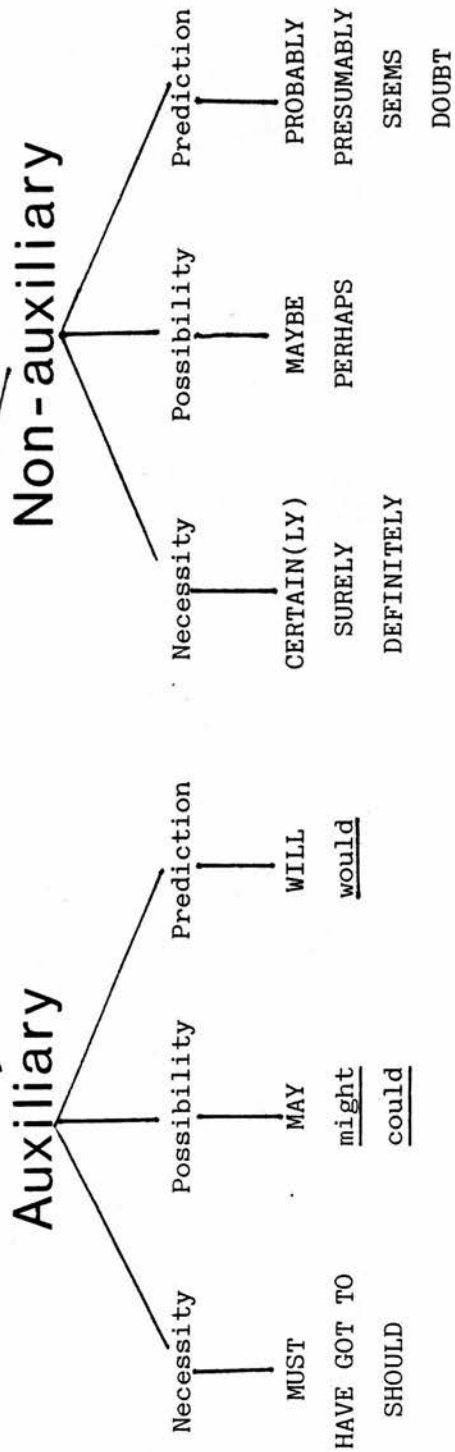 Auxiliary
Non-auxiliary
Necessity
Possibility
Prediction
Necessity
Possibility
Prediction
MUST
MAY
WILL
CERTAIN(LY)
MAYBE
PROBABLY
HAVE GOT TO
might
would
SURELY
PERHAPS
PRESUMABLY
SHOULD
could
DEFINITELY
SEEMS
DOUBT